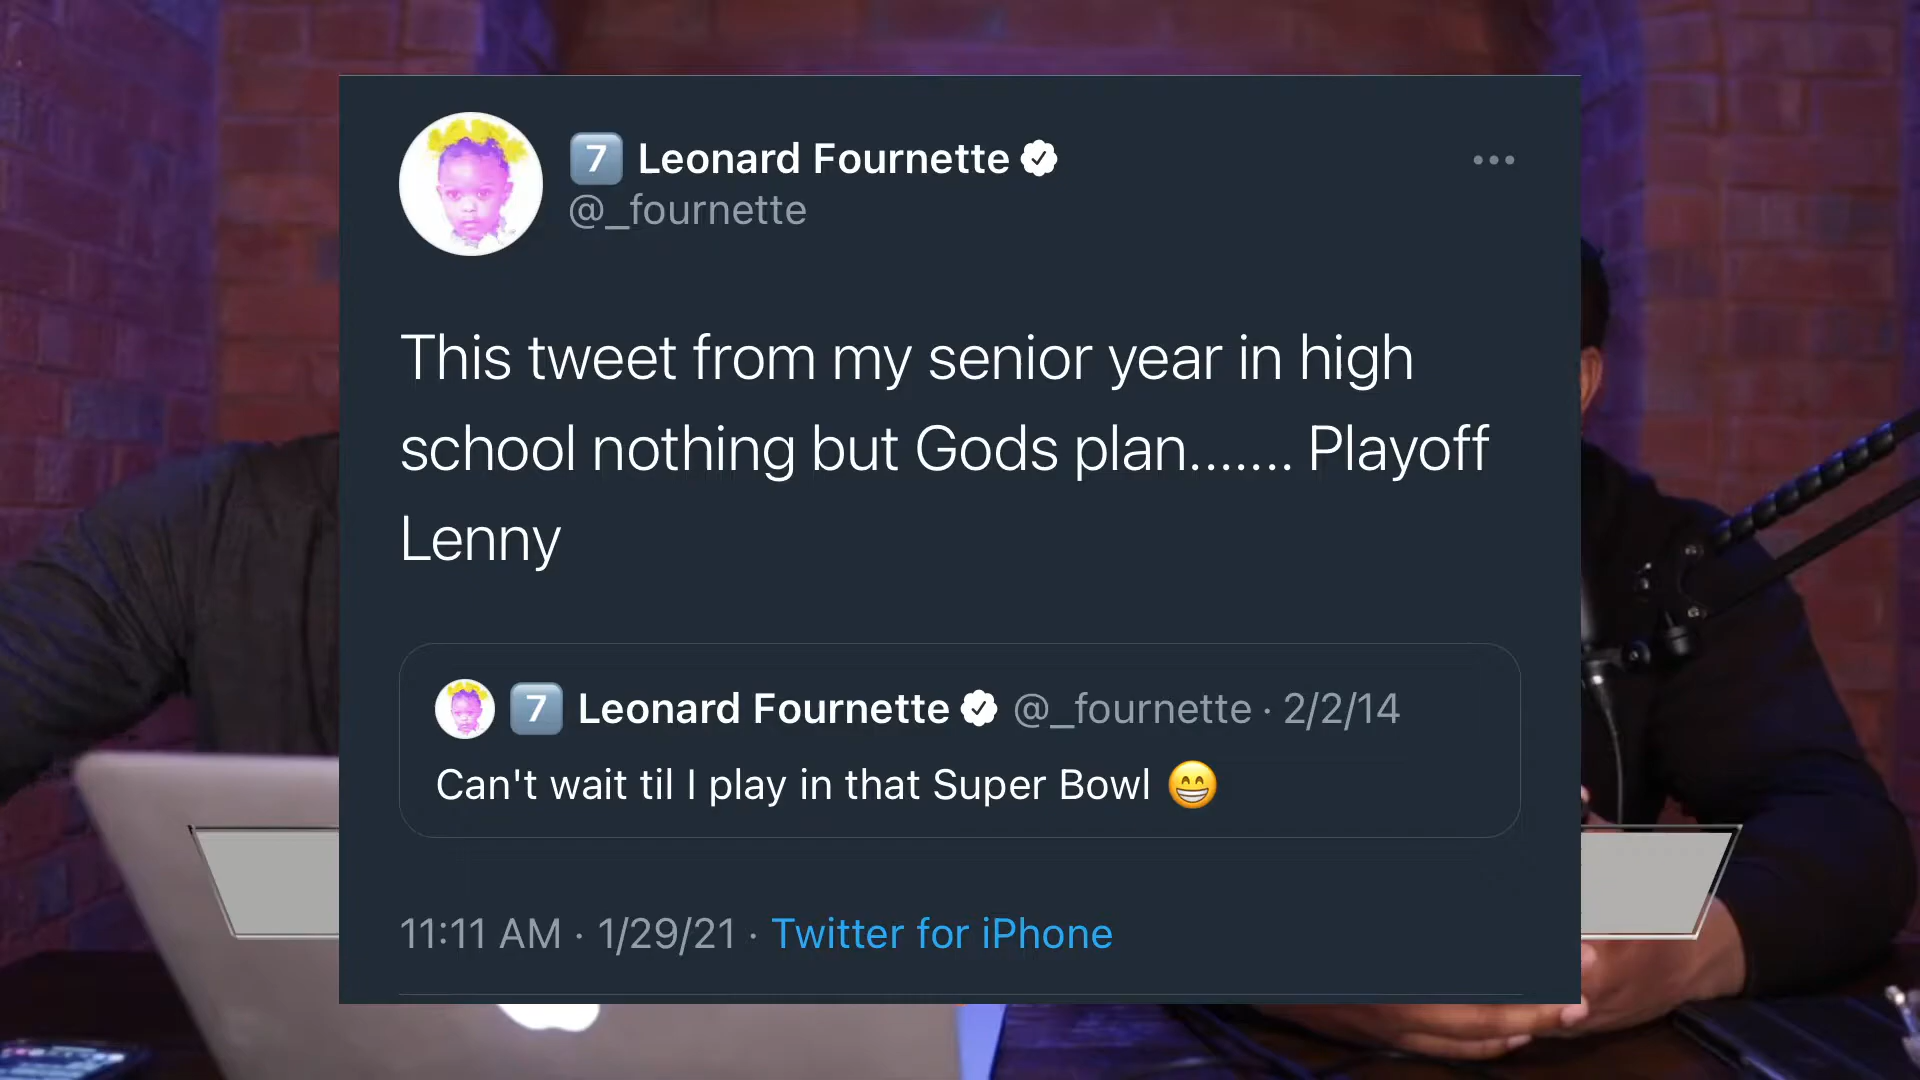 7 Leonard Fournette
@_fournette
This tweet from my senior year in high
school nothing but Gods plan....... Playoff
Lenny
7 Leonard Fournette @_fournette · 2/2/14
Can't wait til I play in that Super Bowl 😁
11:11 AM · 1/29/21 · Twitter for iPhone